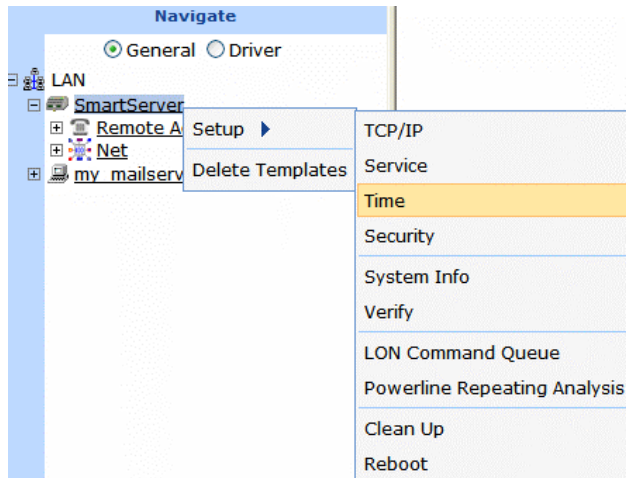 Navigate
General Driver
LAN
SmartServer
Remote A
Net
my_mailserv
Setup
Delete Templates
TCP/IP
Service
Time
Security
System Info
Verify
LON Command Queue
Powerline Repeating Analysis
Clean Up
Reboot